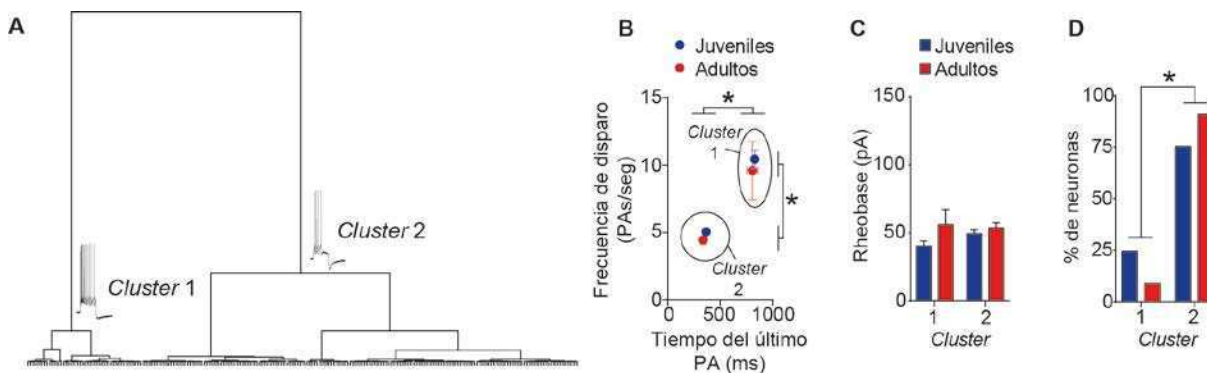 A
Cluster 1
Cluster 2
B
Juveniles
Adultos
Frecuencia de disparo
(PAs/seg)
15
10
5
0
Cluster
1
*
*
Cluster
2
0
500
1000
Tiempo del último
PA (ms)
C
Juveniles
Adultos
Rheobase (pA)
150
100
50
0
1
2
Cluster
D
*
% de neuronas
100
75
50
25
0
1
2
Cluster